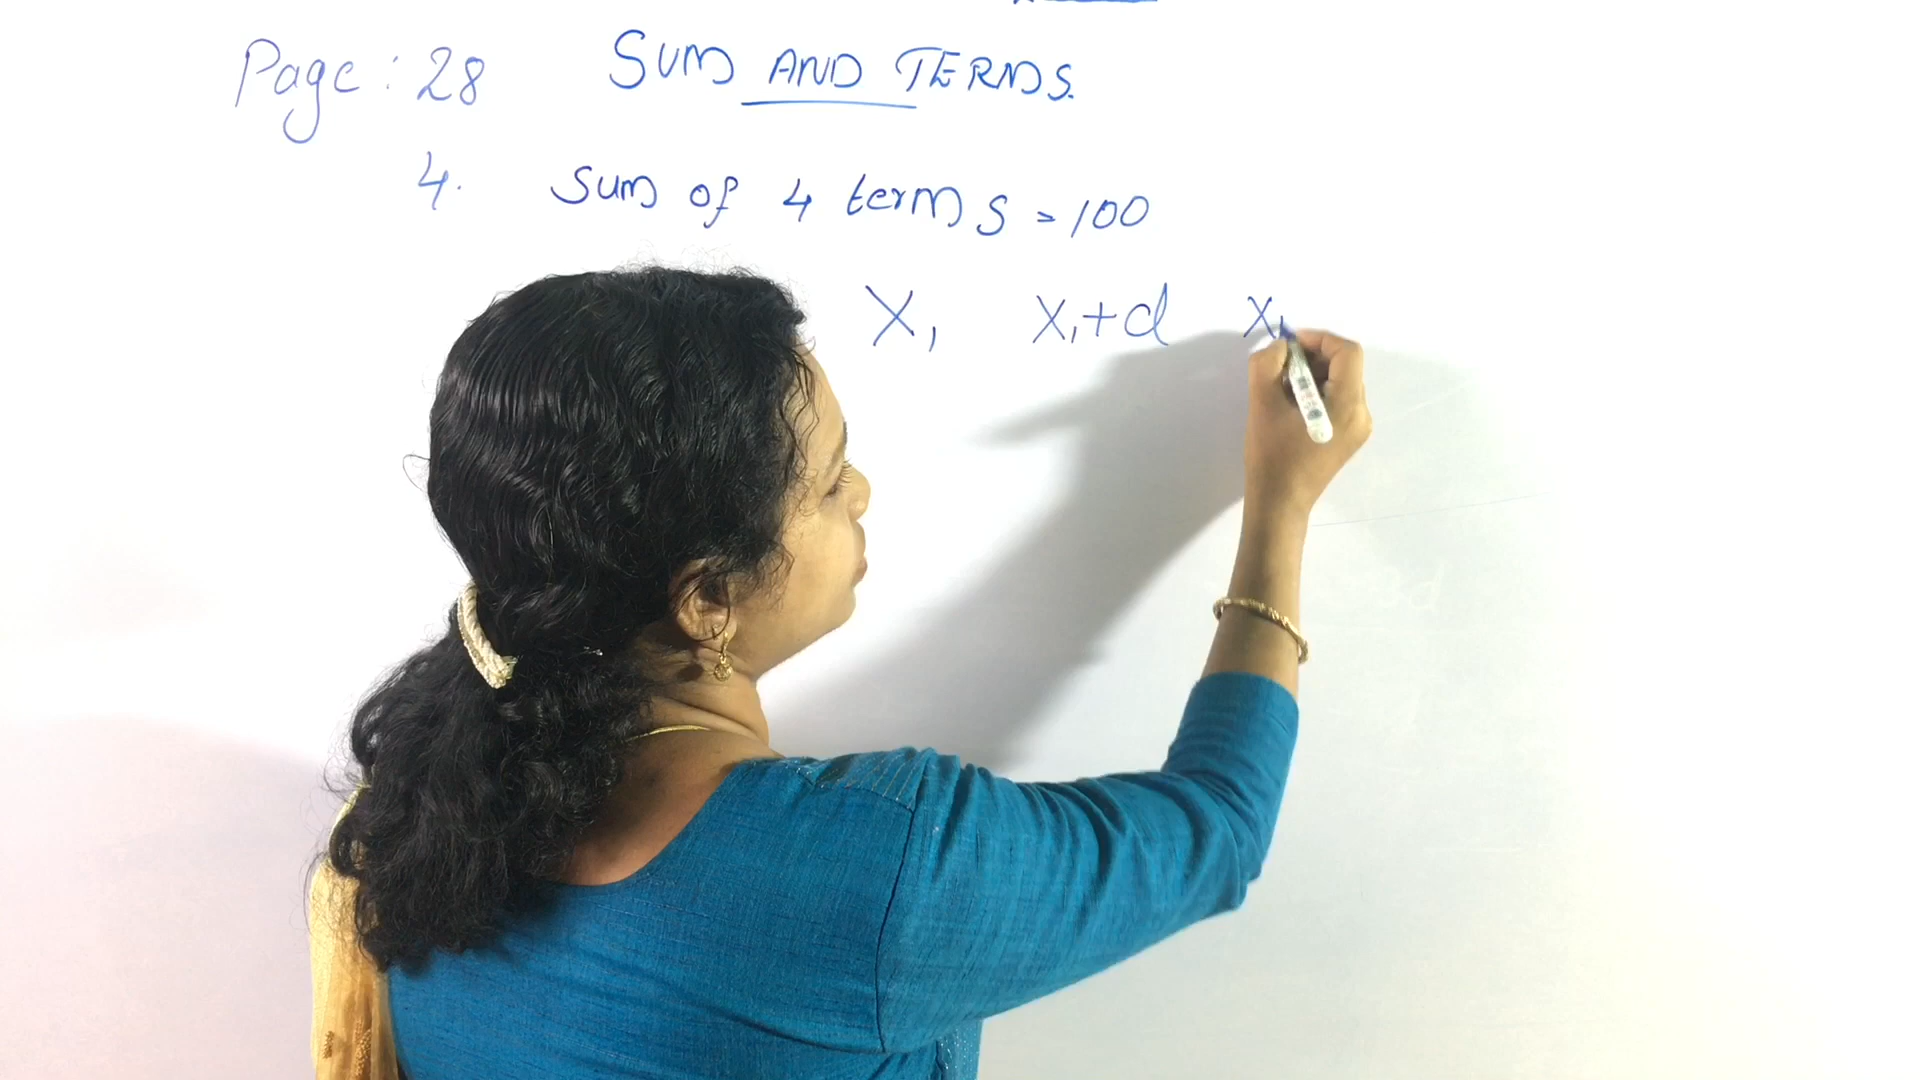 Page : 28 SUM AND TERMS.
4. Sum of 4 terms = 100
x₁ x₁+d x₁